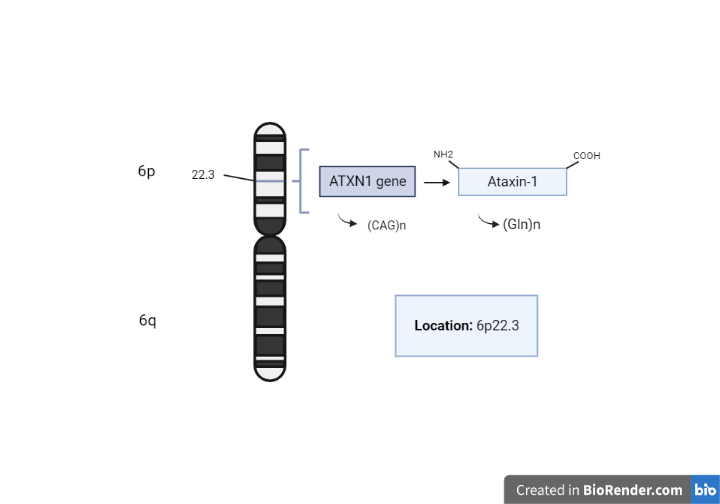 NH2
COOH
6p
22.3
ATXN1 gene
Ataxin-1
(CAG)n
(Gln)n
6q
Location: 6p22.3
Created in BioRender.com bio